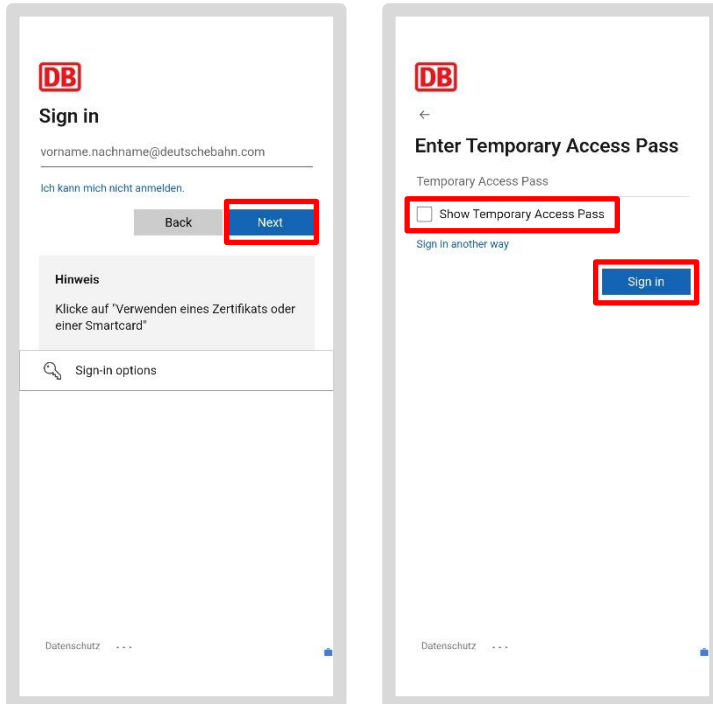 DB
Sign in
vorname.nachname@deutschebahn.com
Ich kann mich nicht anmelden.
Back
Next
Hinweis
Klicke auf "Verwenden eines Zertifikats oder
einer Smartcard"
Sign-in options
Datenschutz ...
DB
Enter Temporary Access Pass
Temporary Access Pass
Show Temporary Access Pass
Sign in another way
Sign in
Datenschutz ...